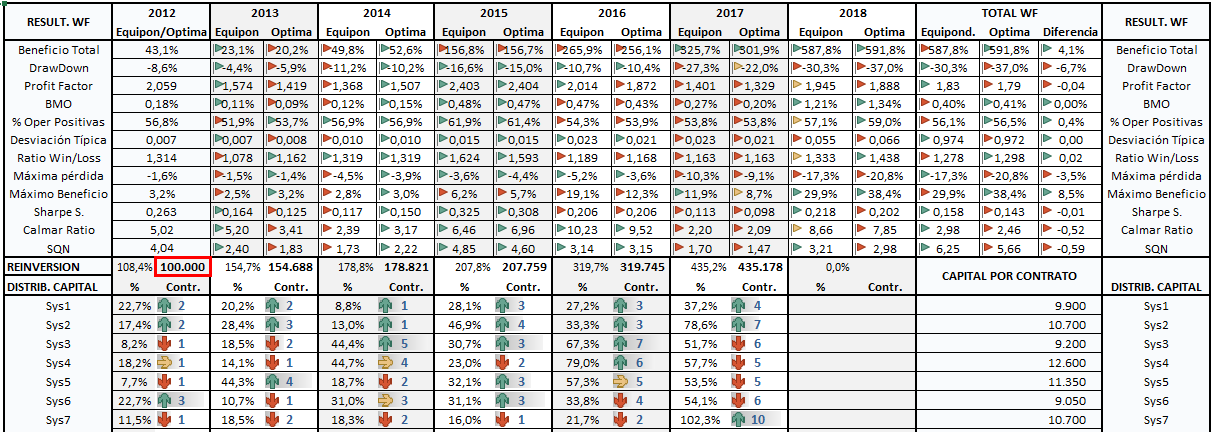 RESULT. WF 2012 2013 2014 2015 2016 2017 2018 TOTAL WF RESULT. WF
Equipon/Optima Equipon Optima Equipon Optima Equipon Optima Equipon Optima Equipon Optima Equipon Optima Equipond. Optima Diferencia
Beneficio Total 43,1% 23,1% 20,2% 49,8% 52,6% 156,8% 156,7% 265,9% 256,1% 325,7% 301,9% 587,8% 591,8% 587,8% 591,8% 4,1% Beneficio Total
DrawDown -8,6% -4,4% -5,9% -11,2% -10,2% -16,6% -15,0% -10,7% -10,4% -27,3% -22,0% -30,3% -37,0% -30,3% -37,0% -6,7% DrawDown
Profit Factor 2,059 1,574 1,419 1,368 1,507 2,403 2,404 2,014 1,872 1,401 1,329 1,945 1,888 1,83 1,79 -0,04 Profit Factor
BMO 0,18% 0,11% 0,09% 0,12% 0,15% 0,48% 0,47% 0,47% 0,43% 0,27% 0,20% 1,21% 1,18% 0,40% 0,41% 0,00% BMO
% Oper Positivas 56,8% 51,9% 53,7% 56,9% 56,9% 61,9% 61,4% 54,3% 53,9% 53,8% 53,8% 57,1% 59,0% 56,1% 56,5% 0,4% % Oper Positivas
Desviación Típica 0,007 0,007 0,008 0,010 0,010 0,015 0,015 0,023 0,021 0,023 0,021 0,055 0,066 0,974 0,972 0,00 Desviación Típica
Ratio Win/Loss 1,314 1,078 1,162 1,319 1,319 1,624 1,593 1,189 1,168 1,163 1,163 1,333 1,438 1,278 1,298 0,02 Ratio Win/Loss
Máxima pérdida -1,6% -1,5% -1,4% -4,5% -3,9% -3,6% -4,4% -5,2% -3,6% -10,3% -9,1% -17,3% -20,8% -17,3% -20,8% -3,5% Máxima pérdida
Máximo Beneficio 3,2% 2,5% 3,2% 2,8% 3,0% 6,2% 5,7% 19,1% 12,3% 11,9% 8,7% 29,9% 38,4% 29,9% 38,4% 8,5% Máximo Beneficio
Sharpe S. 0,263 0,164 0,125 0,117 0,150 0,325 0,308 0,206 0,206 0,113 0,098 0,218 0,202 0,158 0,143 -0,01 Sharpe S.
Calmar Ratio 5,02 5,20 3,41 2,39 3,17 6,46 6,96 10,23 9,52 2,20 2,09 8,66 7,85 2,98 2,46 -0,52 Calmar Ratio
SQN 4,04 2,40 1,83 1,73 2,22 4,85 4,60 3,14 3,15 1,70 1,47 3,21 2,98 6,25 5,66 -0,59 SQN
REINVERSION 108,4% 100.000 154,7% 154.688 178,8% 178.821 207,8% 207.759 319,7% 319.745 435,2% 435.178 0,0% CAPITAL POR CONTRATO
DISTRIB. CAPITAL % Contr. % Contr. % Contr. % Contr. % Contr. % Contr. DISTRIB. CAPITAL
Sys1 22,7% 2 20,2% 2 8,8% 1 28,1% 3 27,2% 3 37,2% 4 9.900 Sys1
Sys2 17,4% 2 28,4% 3 13,0% 1 46,9% 4 33,3% 3 78,6% 7 10.700 Sys2
Sys3 8,2% 1 18,5% 2 44,4% 5 30,7% 3 67,3% 7 51,7% 6 9.200 Sys3
Sys4 18,2% 1 14,1% 1 44,7% 4 23,0% 2 79,0% 6 57,7% 5 12.600 Sys4
Sys5 7,7% 1 44,3% 4 18,7% 2 32,1% 3 57,3% 5 53,5% 5 11.350 Sys5
Sys6 22,7% 3 10,7% 1 31,0% 3 31,1% 3 33,8% 4 54,1% 6 9.050 Sys6
Sys7 11,5% 1 18,5% 2 18,3% 2 16,0% 1 21,7% 2 102,3% 10 10.700 Sys7